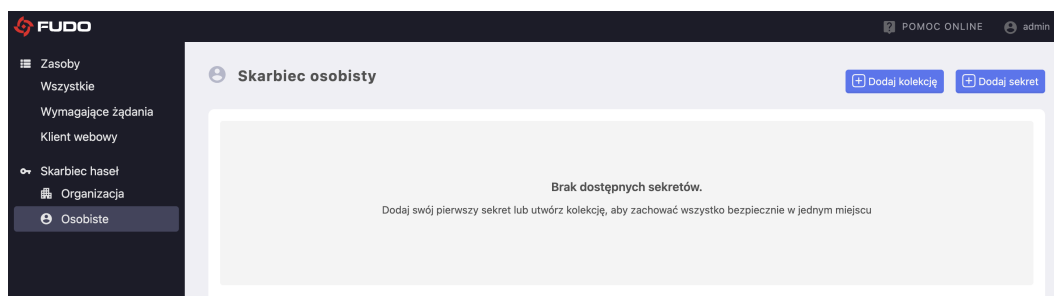 FUDO
POMOC ONLINE
admin
Zasoby
Wszystkie
Wymagające żądania
Klient webowy
Skarbiec haseł
Organizacja
Osobiste
Skarbiec osobisty
Dodaj kolekcję
Dodaj sekret
Brak dostępnych sekretów.
Dodaj swój pierwszy sekret lub utwórz kolekcję, aby zachować wszystko bezpiecznie w jednym miejscu